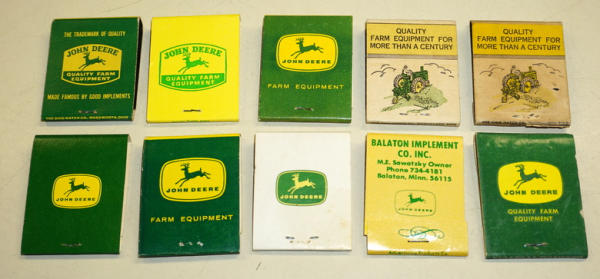 THE TRADEMARK OF QUALITY
JOHN DEERE
QUALITY FARM
EQUIPMENT
MADE FAMOUS BY GOOD IMPLEMENTS
JOHN DEERE
QUALITY FARM
EQUIPMENT
JOHN DEERE
FARM EQUIPMENT
QUALITY
FARM EQUIPMENT FOR
MORE THAN A CENTURY
QUALITY
FARM EQUIPMENT FOR
MORE THAN A CENTURY
JOHN DEERE
JOHN DEERE
FARM EQUIPMENT
JOHN DEERE
BALATON IMPLEMENT
CO. INC.
M.E. Sawatzky Owner
Phone 734-4181
Balaton, Minn. 56115
JOHN DEERE
JOHN DEERE
QUALITY FARM
EQUIPMENT